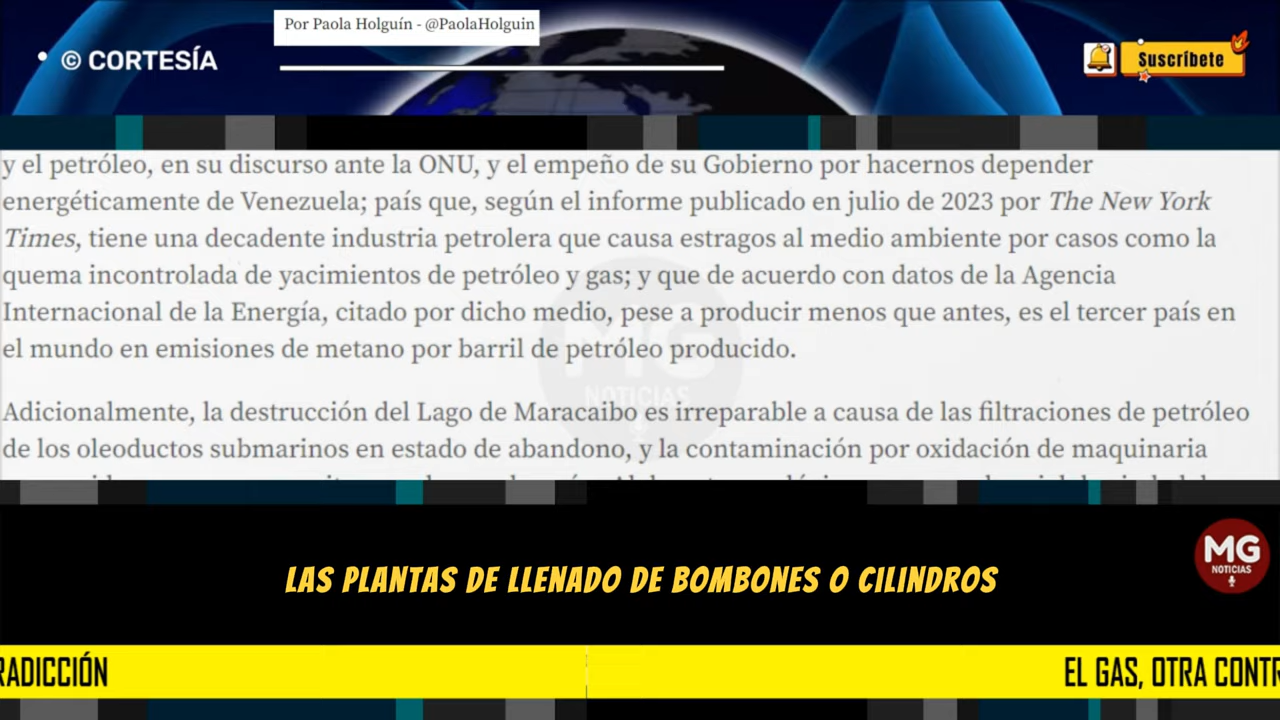 Por Paola Holguín - @PaolaHolguin
© CORTESÍA
Suscríbete
y el petróleo, en su discurso ante la ONU, y el empeño de su Gobierno por hacernos depender
energéticamente de Venezuela; país que, según el informe publicado en julio de 2023 por The New York
Times, tiene una decadente industria petrolera que causa estragos al medio ambiente por casos como la
quema incontrolada de yacimientos de petróleo y gas; y que de acuerdo con datos de la Agencia
Internacional de la Energía, citado por dicho medio, pese a producir menos que antes, es el tercer país en
el mundo en emisiones de metano por barril de petróleo producido.
MG
NOTICIAS
Adicionalmente, la destrucción del Lago de Maracaibo es irreparable a causa de las filtraciones de petróleo
de los oleoductos submarinos en estado de abandono, y la contaminación por oxidación de maquinaria
MG
NOTICIAS
LAS PLANTAS DE LLENADO DE BOMBONES O CILINDROS
RADICCIÓN
EL GAS, OTRA CONTR